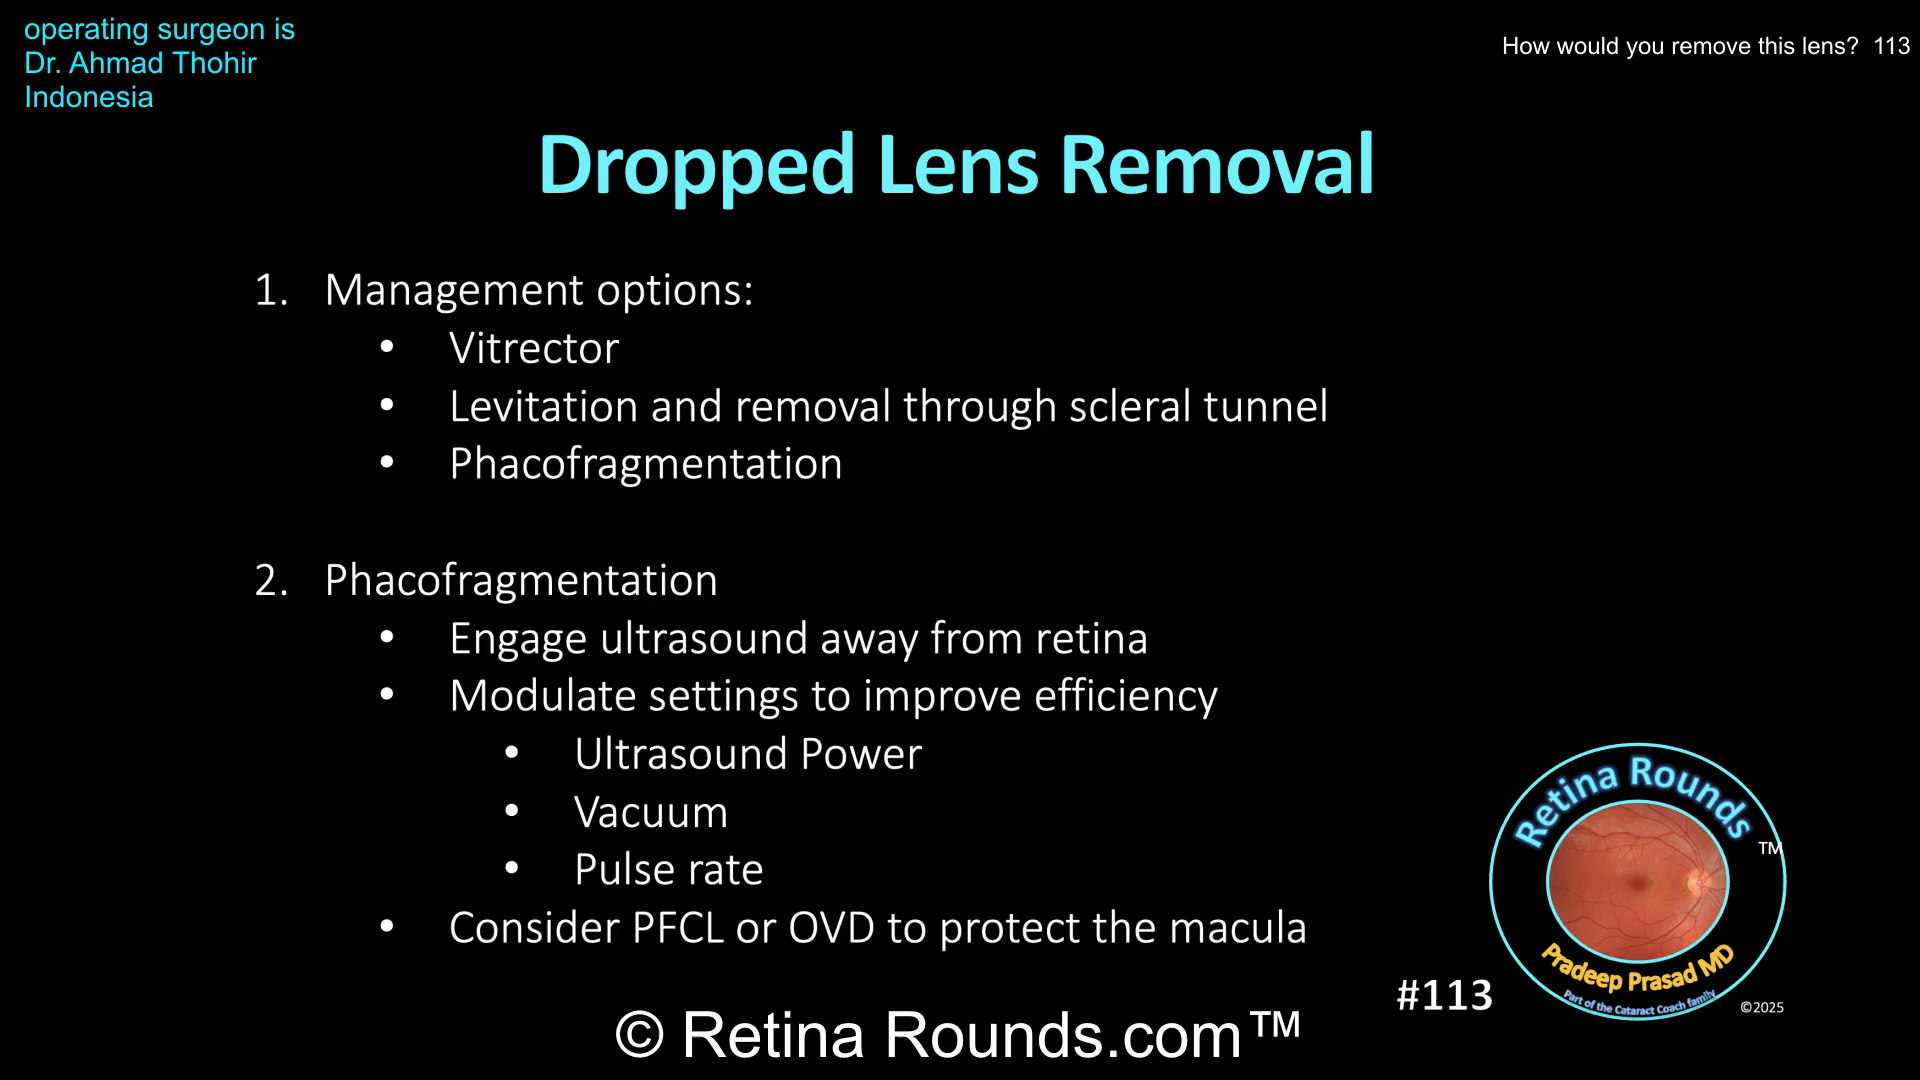 operating surgeon is
Dr. Ahmad Thohir
Indonesia
How would you remove this lens? 113
Dropped Lens Removal
1. Management options:
• Vitrector
• Levitation and removal through scleral tunnel
• Phacofragmentation
2. Phacofragmentation
• Engage ultrasound away from retina
• Modulate settings to improve efficiency
• Ultrasound Power
• Vacuum
• Pulse rate
• Consider PFCL or OVD to protect the macula
Retina Rounds
TM
Pradeep Prasad MD
Part of the Cataract Coach family
#113
©2025
© Retina Rounds.com™